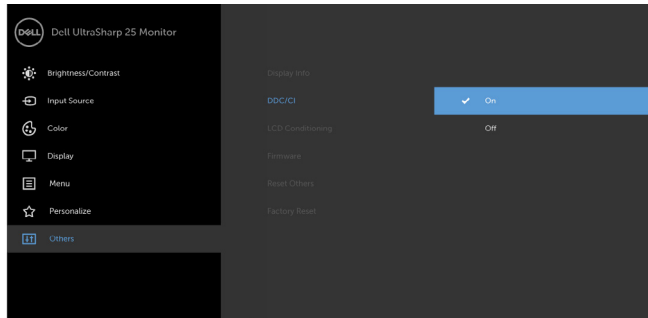 DELL Dell UltraSharp 25 Monitor
Brightness/Contrast
Display Info
Input Source
DDC/CI
On
Color
LCD Conditioning
Off
Display
Firmware
Menu
Reset Others
Personalize
Factory Reset
Others